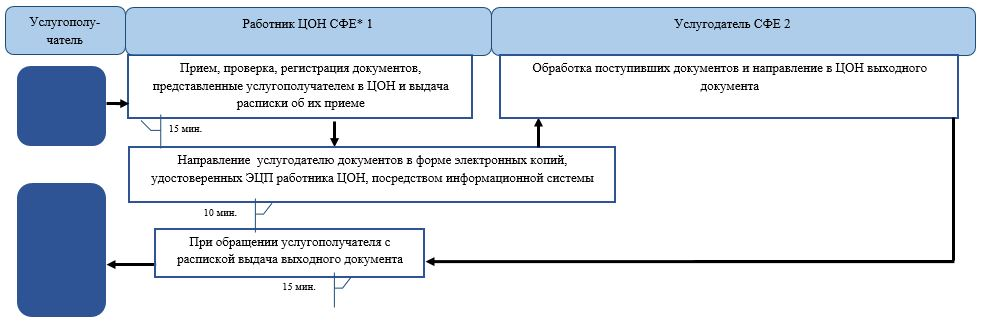 Услугополу-
чатель
Работник ЦОН СФЕ* 1
Услугодатель СФЕ 2
Прием, проверка, регистрация документов,
представленные услугополучателем в ЦОН и выдача
расписки об их приеме
Обработка поступивших документов и направление в ЦОН выходного
документа
15 мин.
Направление услугодателю документов в форме электронных копий,
удостоверенных ЭЦП работника ЦОН, посредством информационной системы
10 мин.
При обращении услугополучателя с
распиской выдача выходного документа
15 мин.